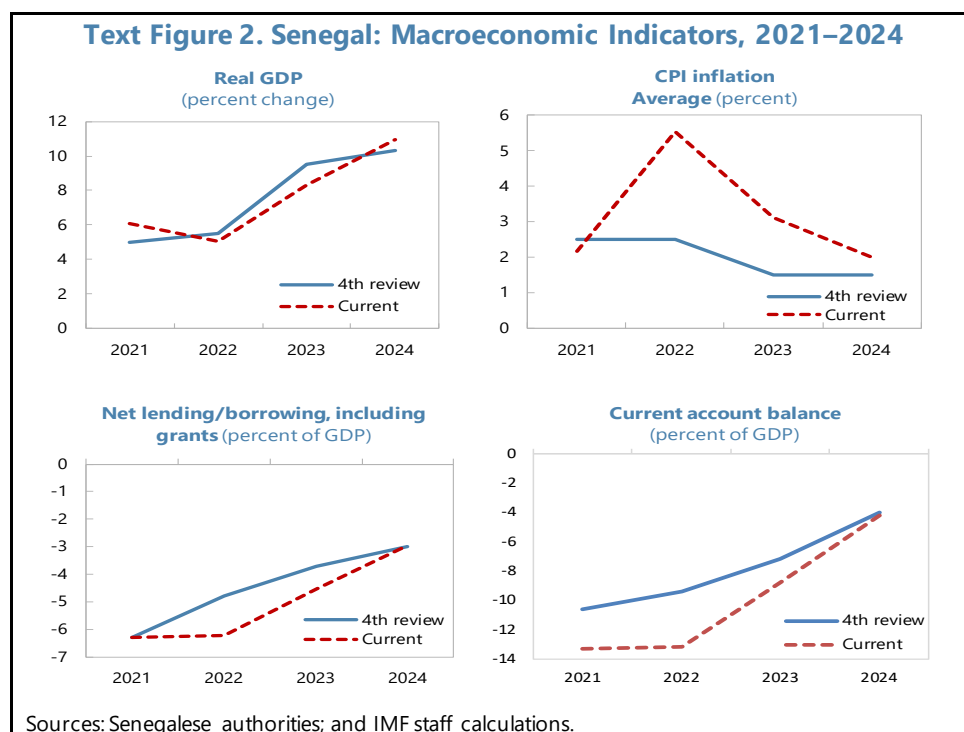 Text Figure 2. Senegal: Macroeconomic Indicators, 2021–2024
Real GDP
(percent change)
12
10
8
6
4
2
0
4th review
Current
2021 2022 2023 2024
CPI inflation
Average (percent)
6
5
4
3
2
1
0
4th review
Current
2021 2022 2023 2024
Net lending/borrowing, including
grants (percent of GDP)
0
-1
-2
-3
-4
-5
-6
-7
4th review
Current
2021 2022 2023 2024
Current account balance
(percent of GDP)
0
-2
-4
-6
-8
-10
-12
-14
4th review
Current
2021 2022 2023 2024
Sources: Senegalese authorities; and IMF staff calculations.